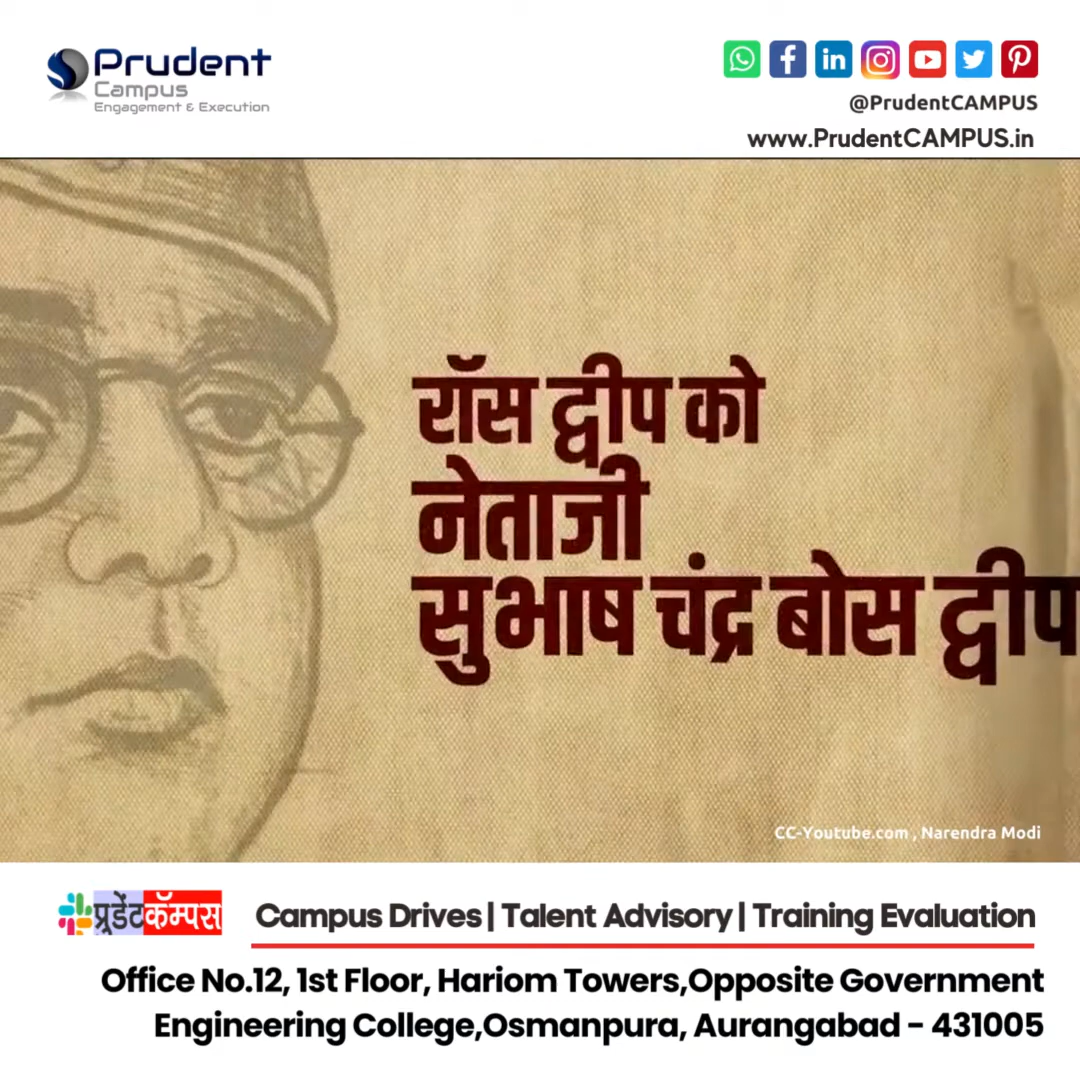 Prudent
Campus
Engagement & Execution
@PrudentCAMPUS
www.PrudentCAMPUS.in
रॉस द्वीप को
नेताजी
सुभाष चंद्र बोस द्वीप
CC-Youtube.com , Narendra Modi
प्रुडेंट कॅम्पस
Campus Drives | Talent Advisory | Training Evaluation
Office No.12, 1st Floor, Hariom Towers,Opposite Government
Engineering College,Osmanpura, Aurangabad - 431005